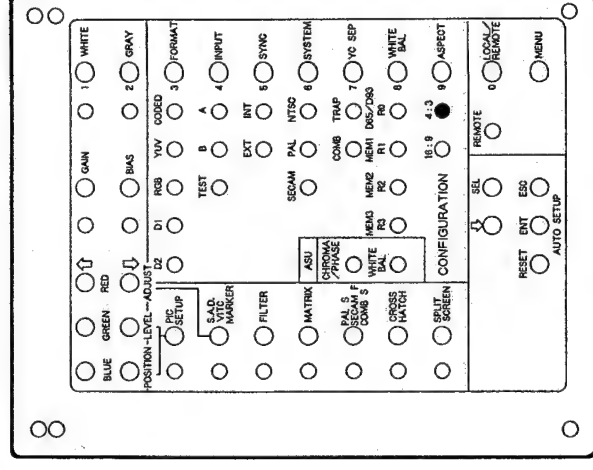 GAIN WHITE
1
BLUE GREEN RED
BIAS GRAY
2
POSITION-LEVEL-ADJUST
D2 D1 RGB YUV CODED
PIC
SETUP
3 FORMAT
S.A.D.
VITC
MARKER
TEST B A
4 INPUT
FILTER
EXT INT
5 SYNC
MATRIX
ASU
SECAM PAL NTSC
6 SYSTEM
PAL S
SECAM F
COMB S
CHROMA
/PHASE
COMB TRAP
7 YC SEP
CROSS
HATCH
WHITE
BAL
MEM3 MEM2 MEM1 D65/D93
R3 R2 R1 R0
8 WHITE
BAL
SPLIT
SCREEN
CONFIGURATION
16:9 4:3
9 ASPECT
SEL
REMOTE
0 LOCAL/
REMOTE
RESET ENT ESC
AUTO SETUP
MENU